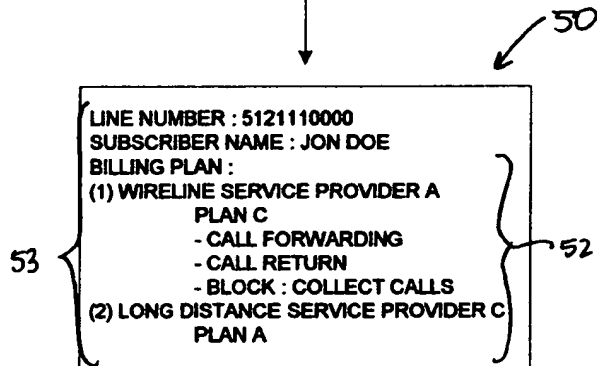 50
LINE NUMBER : 5121110000
SUBSCRIBER NAME : JON DOE
BILLING PLAN :
(1) WIRELINE SERVICE PROVIDER A
PLAN C
- CALL FORWARDING
- CALL RETURN
- BLOCK : COLLECT CALLS
(2) LONG DISTANCE SERVICE PROVIDER C
PLAN A
53
52